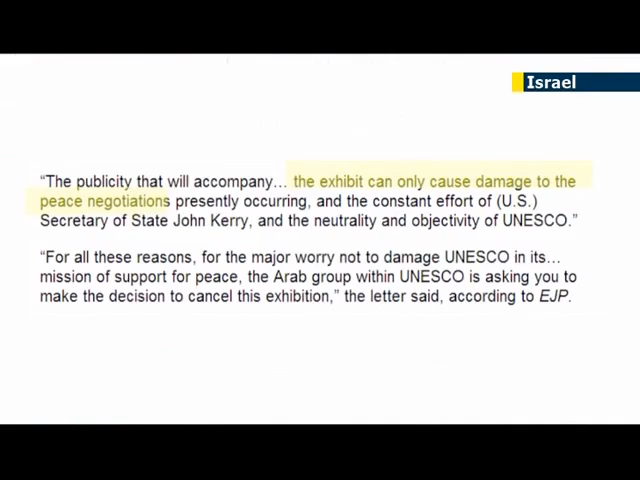 Israel
“The publicity that will accompany… the exhibit can only cause damage to the
peace negotiations presently occurring, and the constant effort of (U.S.)
Secretary of State John Kerry, and the neutrality and objectivity of UNESCO.”
“For all these reasons, for the major worry not to damage UNESCO in its…
mission of support for peace, the Arab group within UNESCO is asking you to
make the decision to cancel this exhibition,” the letter said, according to EJP.